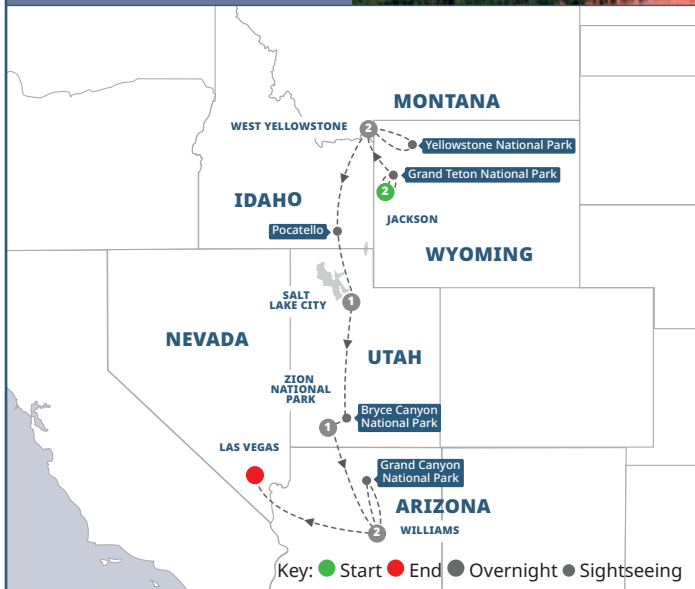 MONTANA
WEST YELLOWSTONE
2
Yellowstone National Park
Grand Teton National Park
2
IDAHO
JACKSON
Pocatello
WYOMING
SALT
LAKE CITY
1
NEVADA
UTAH
ZION
NATIONAL
PARK
Bryce Canyon
National Park
1
LAS VEGAS
Grand Canyon
National Park
ARIZONA
WILLIAMS
2
Key: Start End Overnight Sightseeing